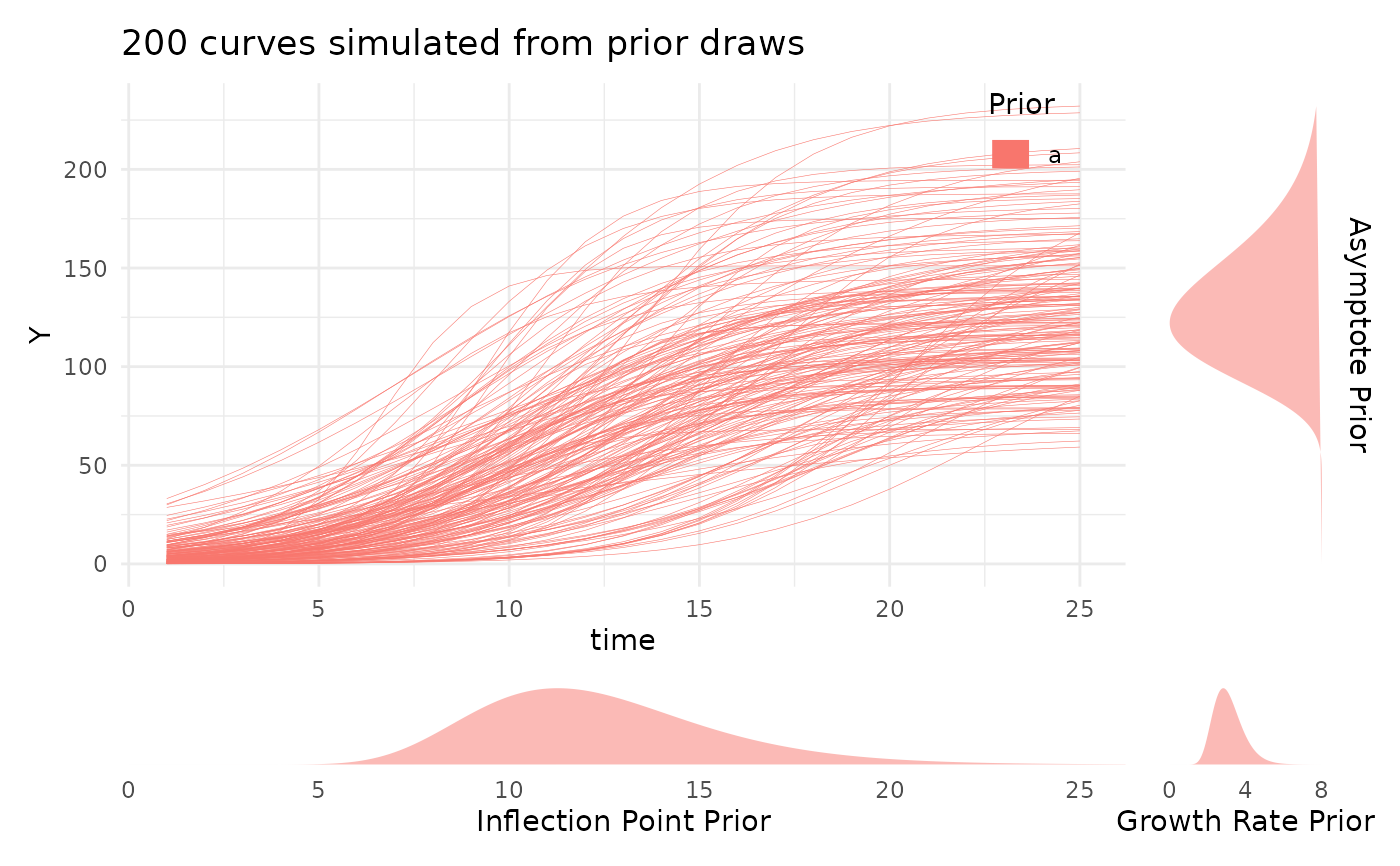 200 curves simulated from prior draws
Prior
a
200
150
100
50
0
Y
0 5 10 15 20 25
time
Asymptote Prior
0 5 10 15 20 25
Inflection Point Prior
0 4 8
Growth Rate Prior